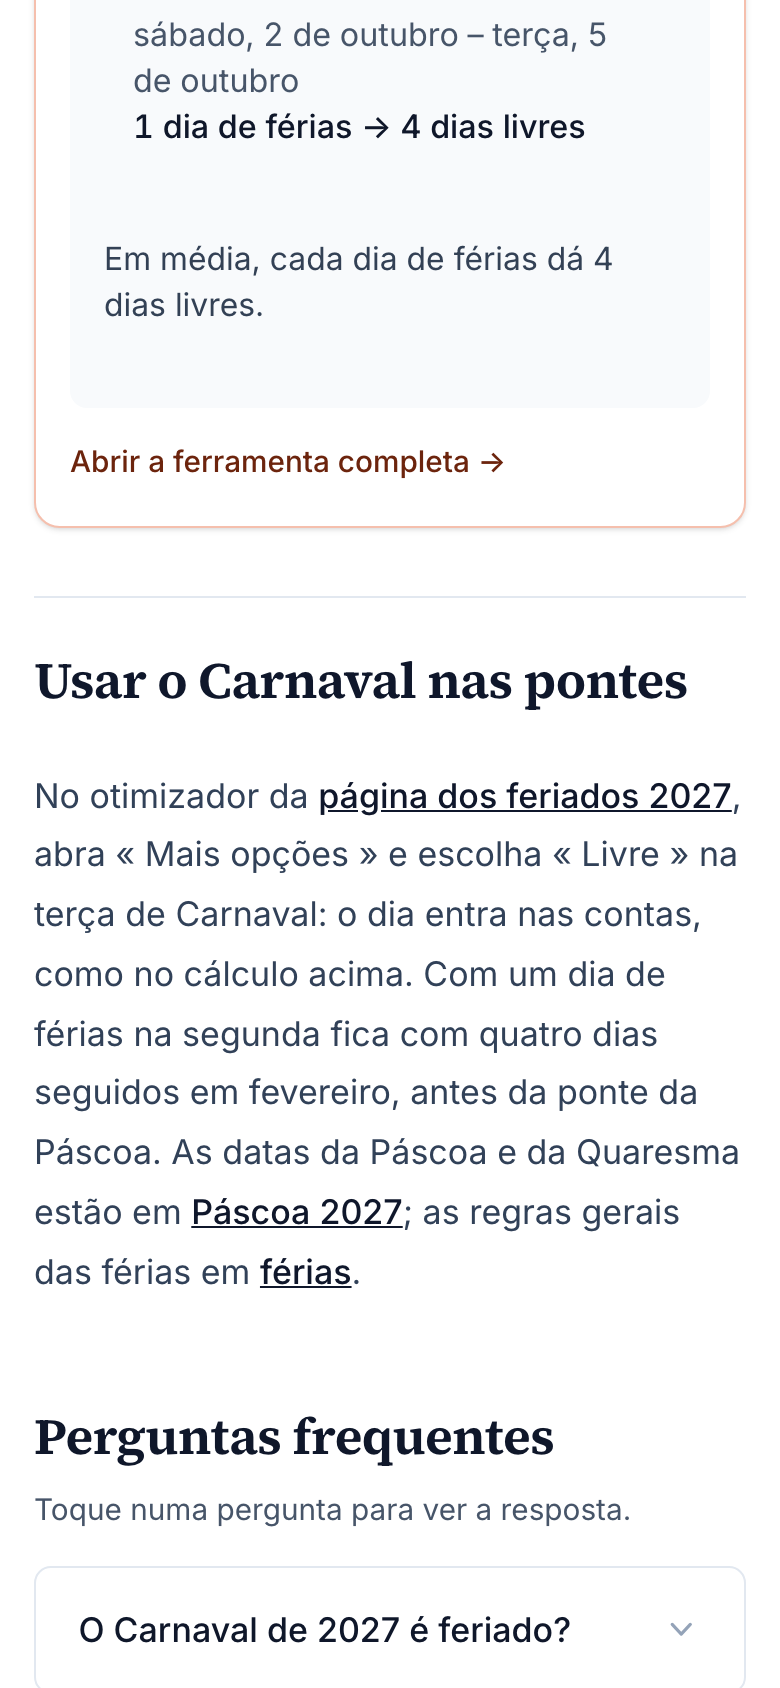 sábado, 2 de outubro – terça, 5
de outubro
1 dia de férias → 4 dias livres
Em média, cada dia de férias dá 4
dias livres.
Abrir a ferramenta completa →
Usar o Carnaval nas pontes
No otimizador da página dos feriados 2027,
abra « Mais opções » e escolha « Livre » na
terça de Carnaval: o dia entra nas contas,
como no cálculo acima. Com um dia de
férias na segunda fica com quatro dias
seguidos em fevereiro, antes da ponte da
Páscoa. As datas da Páscoa e da Quaresma
estão em Páscoa 2027; as regras gerais
das férias em férias.
Perguntas frequentes
Toque numa pergunta para ver a resposta.
O Carnaval de 2027 é feriado?